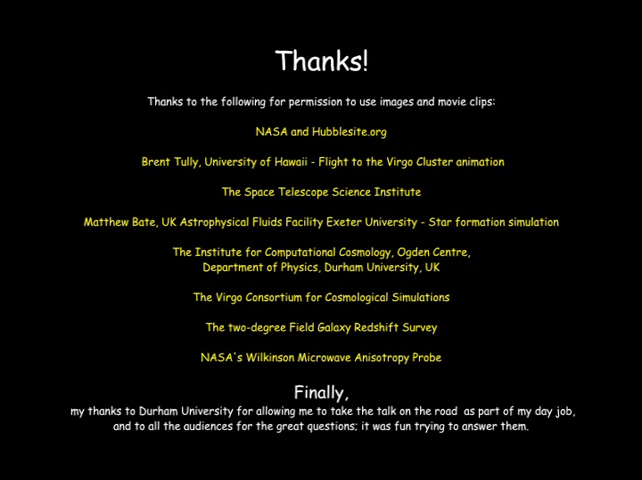 Thanks!
Thanks to the following for permission to use images and movie clips:
NASA and Hubblesite.org
Brent Tully, University of Hawaii - Flight to the Virgo Cluster animation
The Space Telescope Science Institute
Matthew Bate, UK Astrophysical Fluids Facility Exeter University - Star formation simulation
The Institute for Computational Cosmology, Ogden Centre,
Department of Physics, Durham University, UK
The Virgo Consortium for Cosmological Simulations
The two-degree Field Galaxy Redshift Survey
NASA's Wilkinson Microwave Anisotropy Probe
Finally,
my thanks to Durham University for allowing me to take the talk on the road as part of my day job,
and to all the audiences for the great questions; it was fun trying to answer them.